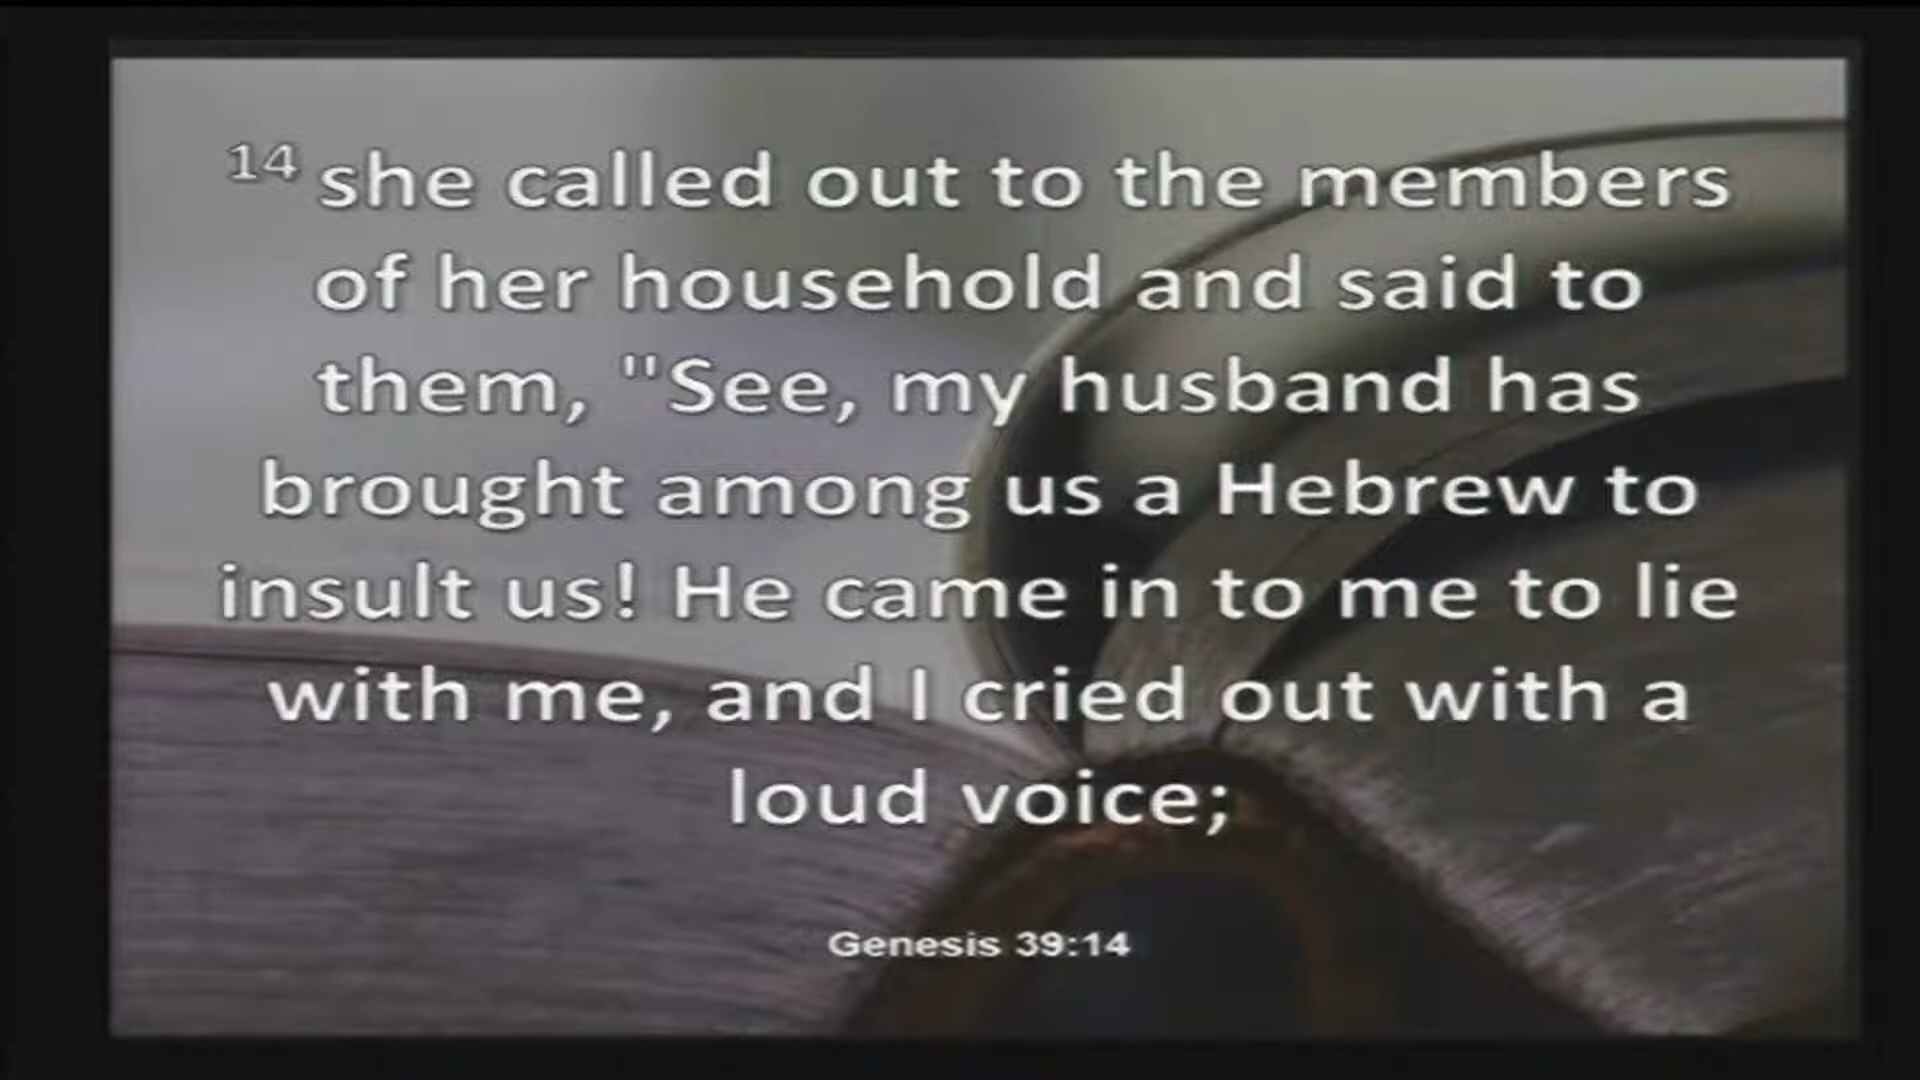 14 she called out to the members
of her household and said to
them, "See, my husband has
brought among us a Hebrew to
insult us! He came in to me to lie
with me, and I cried out with a
loud voice;
Genesis 39:14